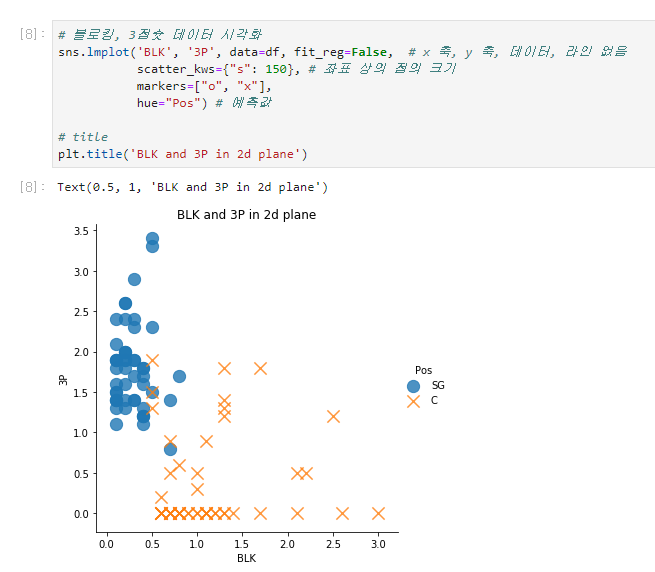 [8]:
# 블로킹, 3점슛 데이터 시각화
sns.lmplot('BLK', '3P', data=df, fit_reg=False,  # x 축, y 축, 데이터, 라인 없음
           scatter_kws={"s": 150}, # 좌표 상의 점의 크기
           markers=["o", "x"],
           hue="Pos") # 예측값
# title
plt.title('BLK and 3P in 2d plane')
[8]:
Text(0.5, 1, 'BLK and 3P in 2d plane')
BLK and 3P in 2d plane
3.5
3.0
2.5
2.0
1.5
1.0
0.5
0.0
3P
0.0 0.5 1.0 1.5 2.0 2.5 3.0
BLK
Pos
SG
C